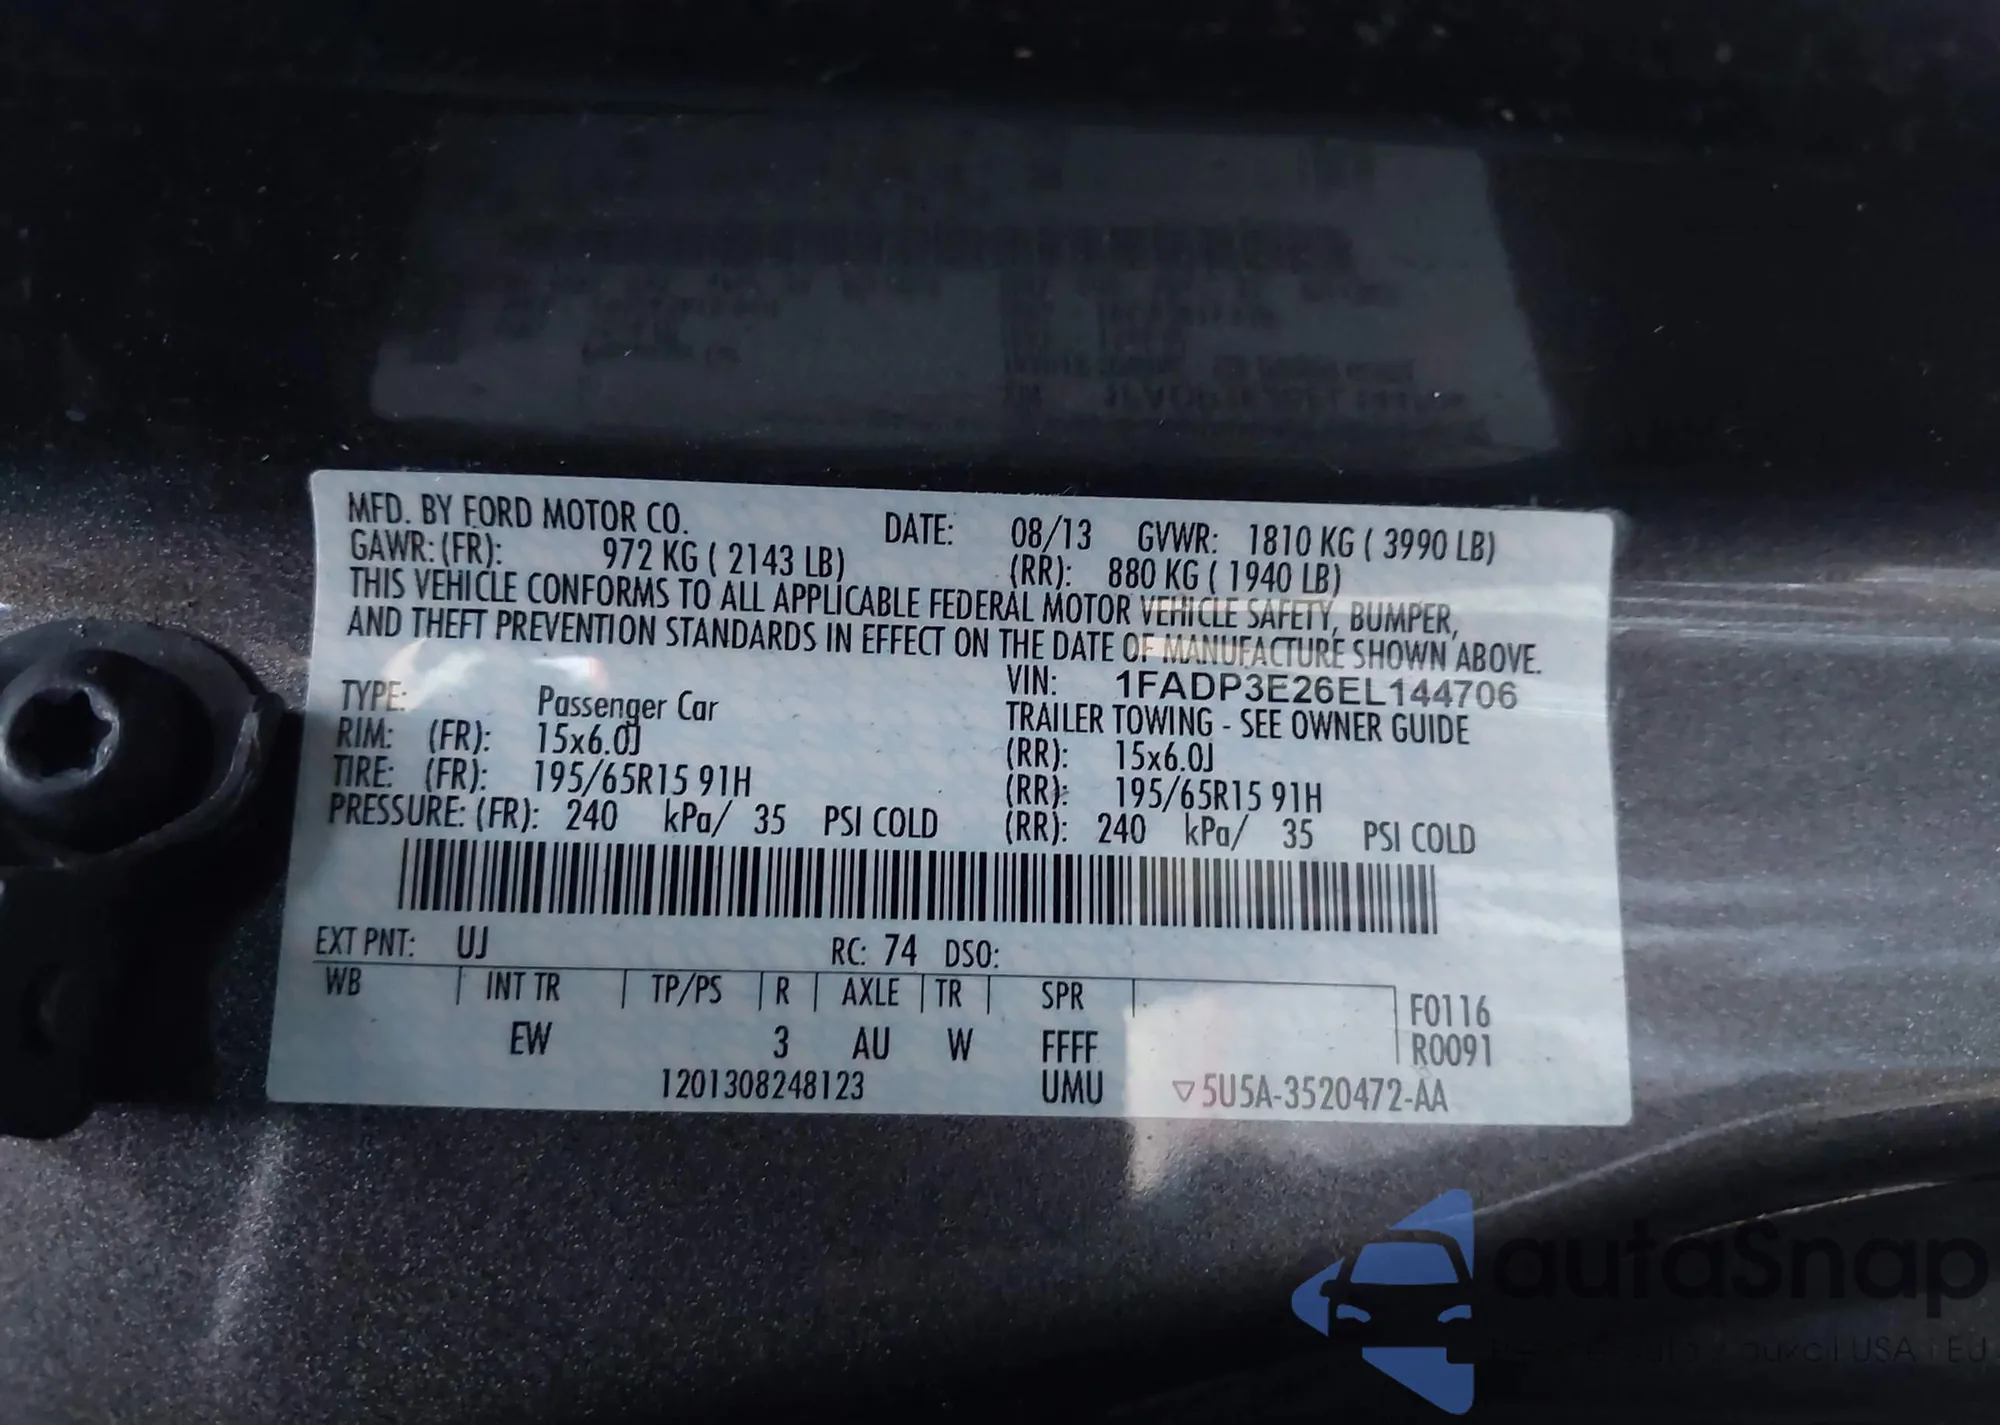 MFD. BY FORD MOTOR CO. DATE: 08/13 GVWR: 1810 KG ( 3990 LB)
GAWR: (FR): 972 KG ( 2143 LB) (RR): 880 KG ( 1940 LB)
THIS VEHICLE CONFORMS TO ALL APPLICABLE FEDERAL MOTOR VEHICLE SAFETY, BUMPER,
AND THEFT PREVENTION STANDARDS IN EFFECT ON THE DATE OF MANUFACTURE SHOWN ABOVE.
VIN: 1FADP3E26EL144706
TYPE: Passenger Car TRAILER TOWING - SEE OWNER GUIDE
RIM: (FR): 15x6.0J (RR): 15x6.0J
TIRE: (FR): 195/65R15 91H (RR): 195/65R15 91H
PRESSURE: (FR): 240 kPa/ 35 PSI COLD (RR): 240 kPa/ 35 PSI COLD
EXT PNT: UJ RC: 74 DSO:
WB INT TR TP/PS R AXLE TR SPR F0116
EW 3 AU W FFFF R0091
1201308248123 UMU ▽5U5A-3520472-AA
autaSnap
USA i EU